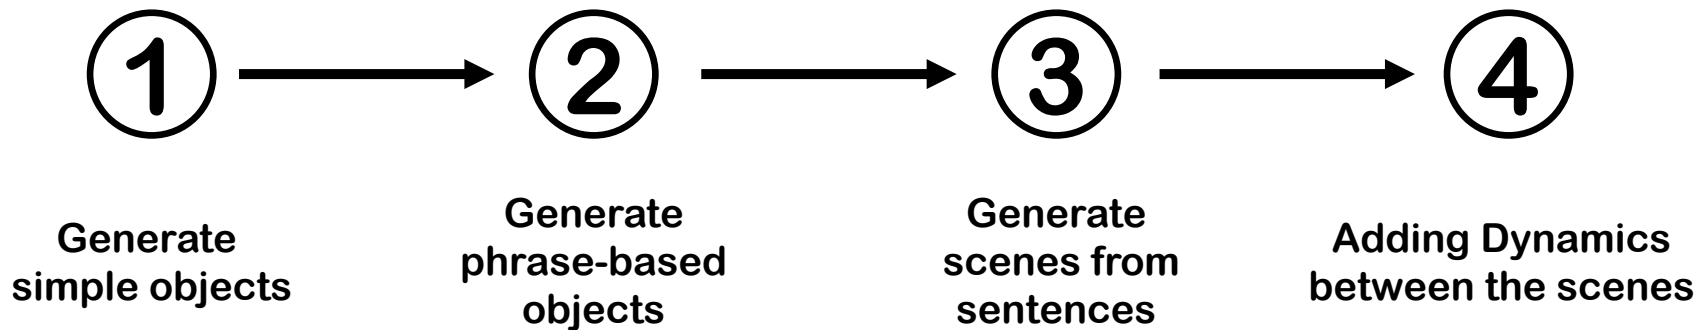 1
2
3
4
Generate
simple objects
Generate
phrase-based
objects
Generate
scenes from
sentences
Adding Dynamics
between the scenes